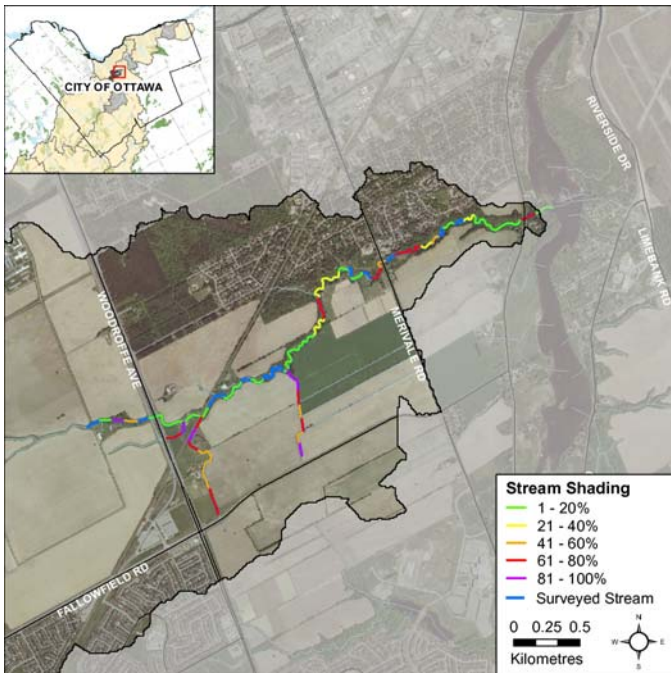 CITY OF OTTAWA
RIVERSIDE DR
LIMEBANK R
WOODROFFE AVE
MERIVALE RD
FALLOWFIELD RD
Stream Shading
1 - 20%
21 - 40%
41 - 60%
61 - 80%
81 - 100%
Surveyed Stream
0 0.25 0.5
Kilometres
N
W E
S